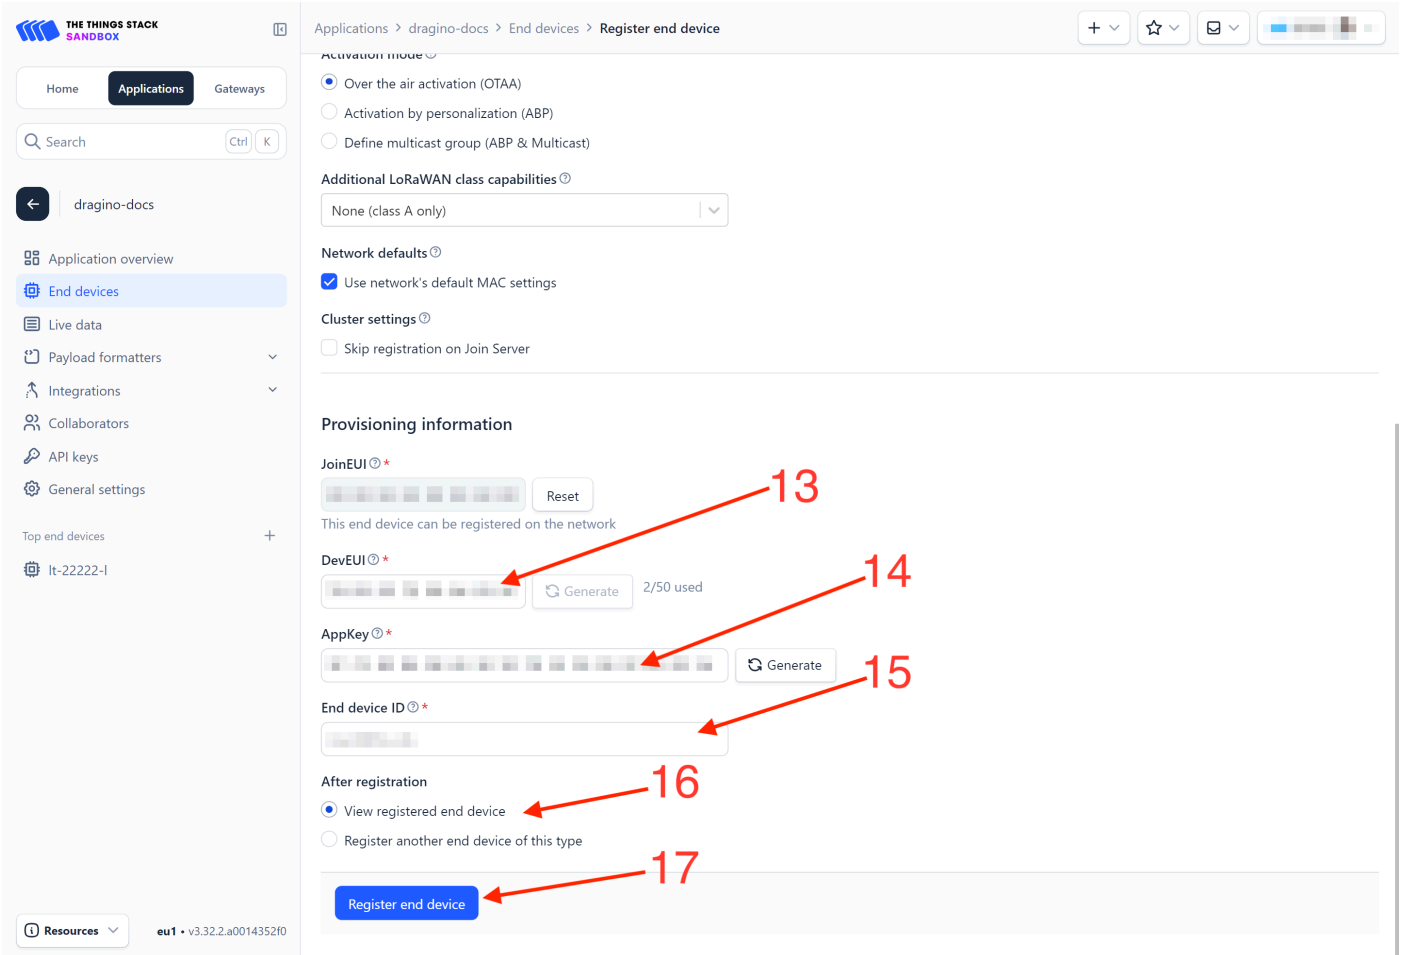 THE THINGS STACK
SANDBOX
Home
Applications
Gateways
Search
Ctrl
K
dragino-docs
Application overview
End devices
Live data
Payload formatters
Integrations
Collaborators
API keys
General settings
Top end devices
lt-22222-l
Resources
eu1 • v3.32.2.a0014352f0
Applications > dragino-docs > End devices > Register end device
Activation mode
Over the air activation (OTAA)
Activation by personalization (ABP)
Define multicast group (ABP & Multicast)
Additional LoRaWAN class capabilities
None (class A only)
Network defaults
Use network's default MAC settings
Cluster settings
Skip registration on Join Server
Provisioning information
JoinEUI *
Reset
This end device can be registered on the network
13
DevEUI *
Generate
2/50 used
14
AppKey *
Generate
15
End device ID *
After registration
16
View registered end device
Register another end device of this type
17
Register end device